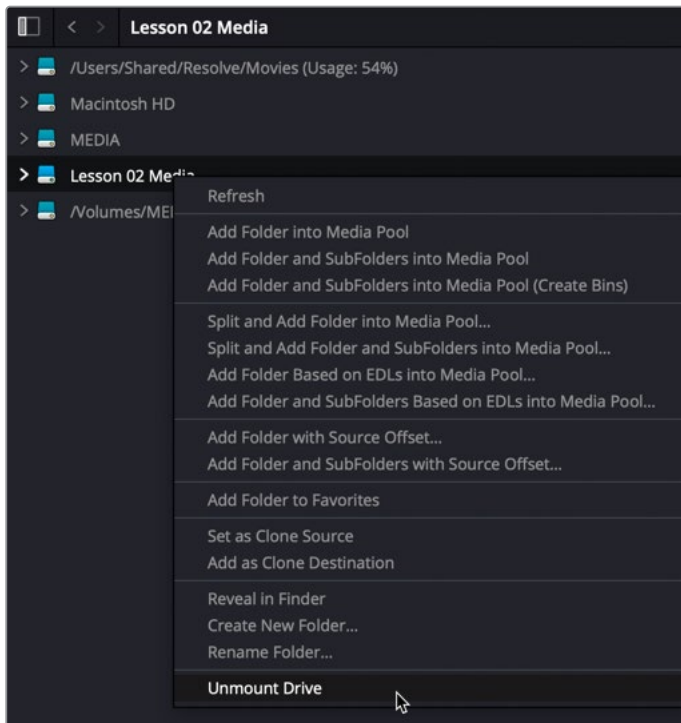 Lesson 02 Media
/Users/Shared/Resolve/Movies (Usage: 54%)
Macintosh HD
MEDIA
Lesson 02 Media
/Volumes/MEI
Refresh
Add Folder into Media Pool
Add Folder and SubFolders into Media Pool
Add Folder and SubFolders into Media Pool (Create Bins)
Split and Add Folder into Media Pool...
Split and Add Folder and SubFolders into Media Pool...
Add Folder Based on EDLs into Media Pool...
Add Folder and SubFolders Based on EDLs into Media Pool...
Add Folder with Source Offset...
Add Folder and SubFolders with Source Offset...
Add Folder to Favorites
Set as Clone Source
Add as Clone Destination
Reveal in Finder
Create New Folder...
Rename Folder...
Unmount Drive